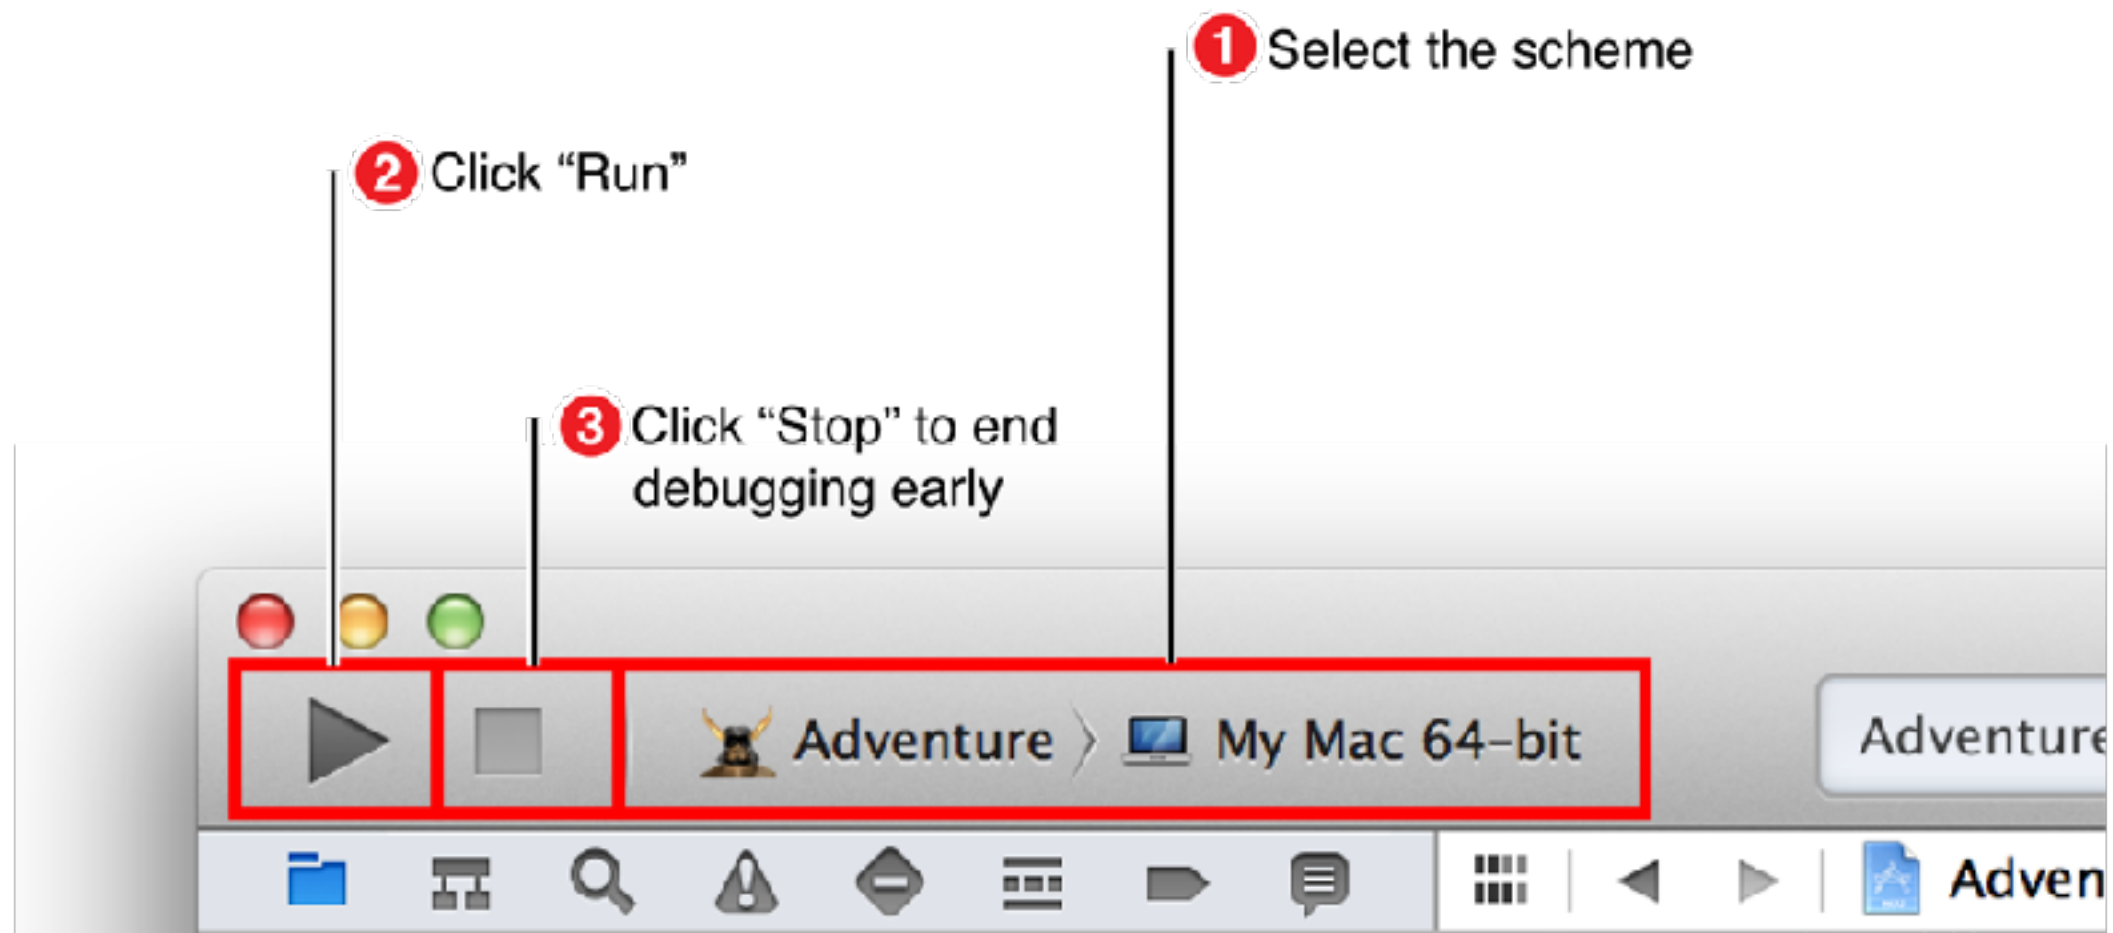 1 Select the scheme
2 Click “Run”
3 Click “Stop” to end
debugging early
Adventure My Mac 64-bit
Adventure
Adven